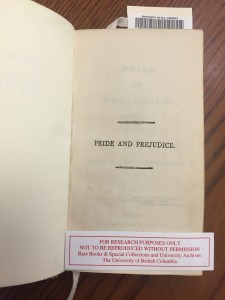 PRIDE AND PREJUDICE.
FOR RESEARCH PURPOSES ONLY
NOT TO BE REPRODUCED WITHOUT PERMISSION
Rare Books & Special Collections and University Archives
The University of British Columbia